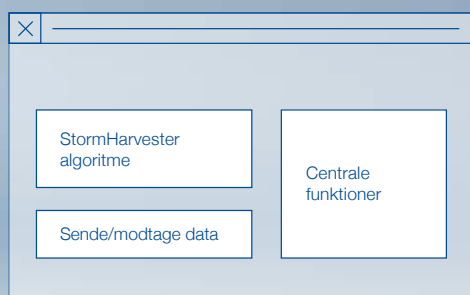 StormHarvester
algoritme
Sende/modtage data
Centrale
funktioner